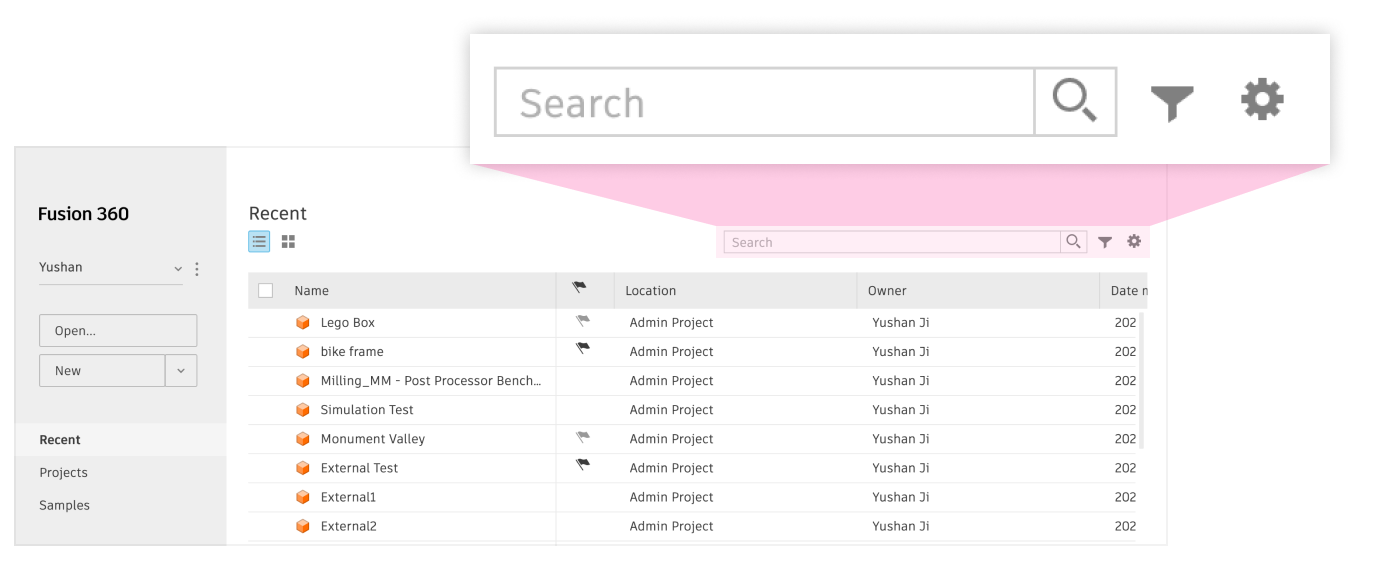 Search
Fusion 360
Recent
Yushan
Search
Open...
New
Recent
Projects
Samples
Name Location Owner Date
Lego Box Admin Project Yushan Ji 202
bike frame Admin Project Yushan Ji 202
Milling_MM - Post Processor Bench... Admin Project Yushan Ji 202
Simulation Test Admin Project Yushan Ji 202
Monument Valley Admin Project Yushan Ji 202
External Test Admin Project Yushan Ji 202
External1 Admin Project Yushan Ji 202
External2 Admin Project Yushan Ji 202